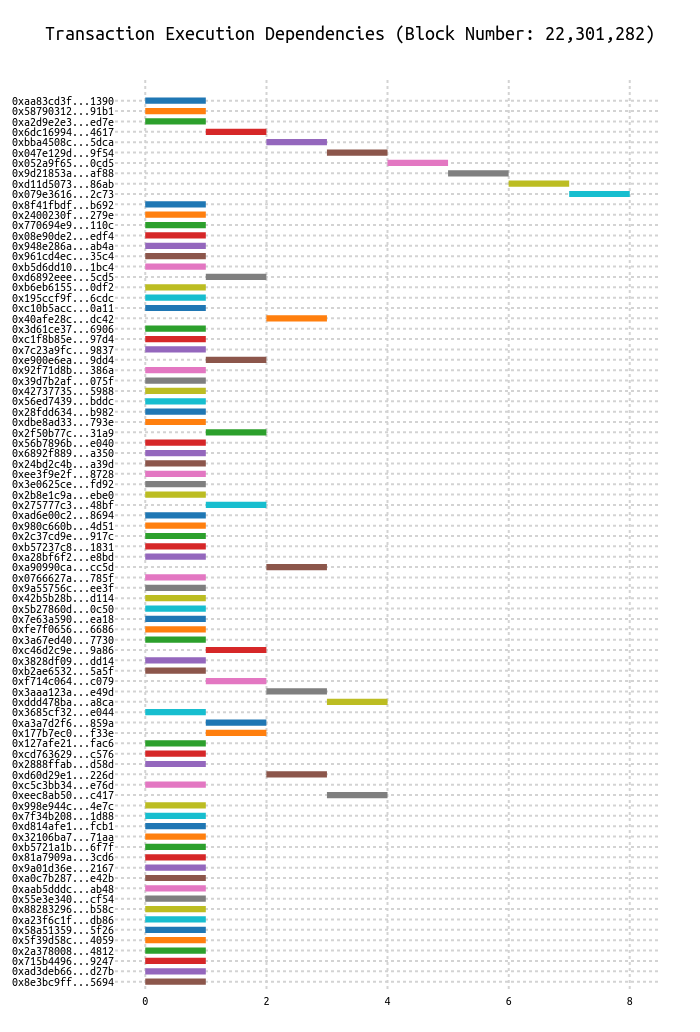 Transaction Execution Dependencies (Block Number: 22,301,282)
0xaa83cd3f...1390
0x58790312...91b1
0xa2d9e2e3...ed7e
0x6dc16994...4617
0xbba4508c...5dca
0x047e129d...9f54
0x052a9f65...0cd5
0x9d21853a...af88
0xd11d5073...86ab
0x079e3616...2c73
0x8f41fbdf...b692
0x2400230f...279e
0x770694e9...110c
0x08e90de2...edf4
0x948e286a...ab4a
0x961cd4ec...35c4
0xb5d6dd10...1bc4
0xd6892eee...5cd5
0xb6eb6155...0df2
0x195ccf9f...6cdc
0xc10b5acc...0a11
0x40afe28c...dc42
0x3d61ce37...6906
0xc1f8b85e...97d4
0x7c23a9fc...9837
0xe900e6ea...9dd4
0x92f71d8b...386a
0x39d7b2af...075f
0x42737735...5988
0x56ed7439...bddc
0x28fdd634...b982
0xdbe8ad33...793e
0x2f50b77c...31a9
0x56b7896b...e040
0x6892f889...a350
0x24bd2c4b...a39d
0xee3f9e2f...8728
0x3e0625ce...fd92
0x2b8e1c9a...ebe0
0x275777c3...48bf
0xad6e00c2...8694
0x980c660b...4d51
0x2c37cd9e...917c
0xb57237c8...1831
0xa28bf6f2...e8bd
0xa90990ca...cc5d
0x0766627a...785f
0x9a55756c...ee3f
0x42b5b28b...d114
0x5b27860d...0c50
0x7e63a590...ea18
0xfe7f0656...6686
0x3a67ed40...7730
0xc46d2c9e...9a86
0x3828df09...dd14
0xb2ae6532...5a5f
0xf714c064...c079
0x3aaa123a...e49d
0xddd478ba...a8ca
0x3685cf32...e044
0xa3a7d2f6...859a
0x177b7ec0...f33e
0x127afe21...fac6
0xcd763629...c576
0x2888ffab...d58d
0xd60d29e1...226d
0xc5c3bb34...e76d
0xeec8ab50...c417
0x998e944c...4e7c
0x7f34b208...1d88
0xd814afe1...fcb1
0x32106ba7...71aa
0xb5721a1b...6f7f
0x81a7909a...3cd6
0x9a01d36e...2167
0xa0c7b287...e42b
0xaab5dddc...ab48
0x55e3e340...cf54
0x88283296...b58c
0xa23f6c1f...db86
0x58a51359...5f26
0x5f39d58c...4059
0x2a378008...4812
0x715b4496...9247
0xad3deb66...d27b
0x8e3bc9ff...5694
0 2 4 6 8